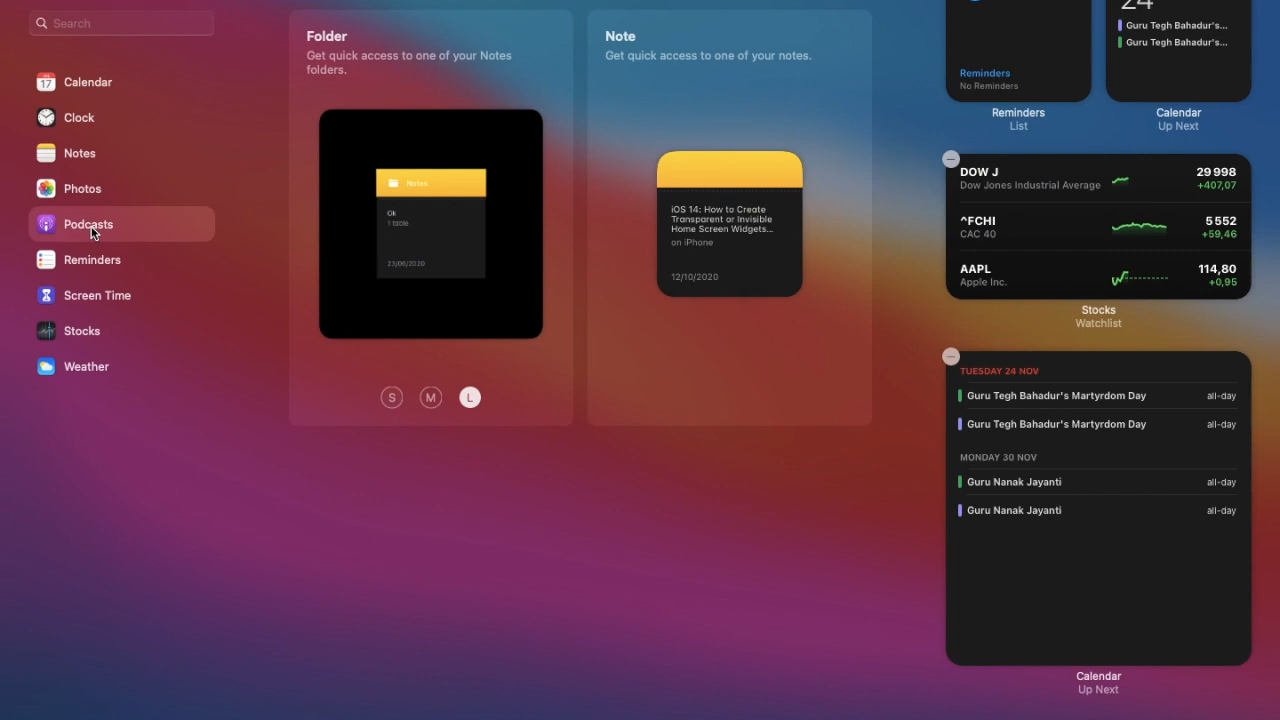 Search
Calendar
Clock
Notes
Photos
Podcasts
Reminders
Screen Time
Stocks
Weather
Folder
Get quick access to one of your Notes
folders.
Notes
Ok
1 table
23/06/2020
S M L
Note
Get quick access to one of your notes.
iOS 14: How to Create
Transparent or Invisible
Home Screen Widgets...
on iPhone
12/10/2020
Reminders
No Reminders
Reminders
List
24
Guru Tegh Bahadur's...
Guru Tegh Bahadur's...
Calendar
Up Next
DOW J 29 998
Dow Jones Industrial Average +407,07
^FCHI 5 552
CAC 40 +59,46
AAPL 114,80
Apple Inc. +0,95
Stocks
Watchlist
TUESDAY 24 NOV
Guru Tegh Bahadur's Martyrdom Day all-day
Guru Tegh Bahadur's Martyrdom Day all-day
MONDAY 30 NOV
Guru Nanak Jayanti all-day
Guru Nanak Jayanti all-day
Calendar
Up Next